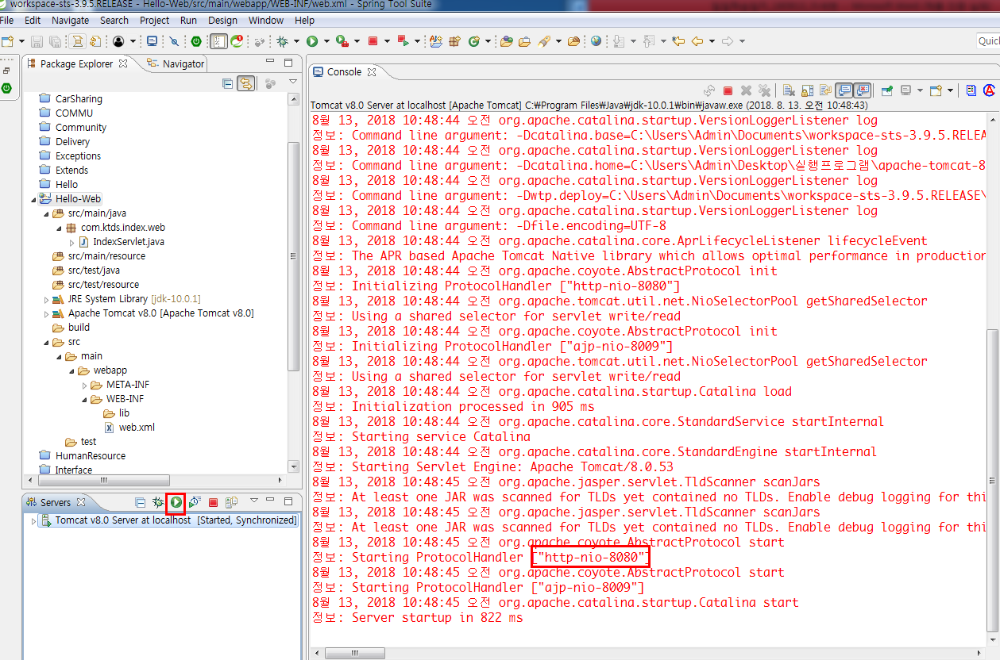 workspace-sts-3.9.5.RELEASE - Hello-Web/src/main/webapp/WEB-INF/web.xml - Spring Tool Suite
File Edit Navigate Search Project Run Design Window Help
Quic
Package Explorer Navigator
CarSharing
COMMU
Community
Delivery
Exceptions
Extends
Hello
Hello-Web
src/main/java
com.ktds.index.web
IndexServlet.java
src/main/resource
src/test/java
src/test/resource
JRE System Library [jdk-10.0.1]
Apache Tomcat v8.0 [Apache Tomcat v8.0]
build
src
main
webapp
META-INF
WEB-INF
lib
web.xml
test
HumanResource
Interface
Servers
Tomcat v8.0 Server at localhost [Started, Synchronized]
Console
Tomcat v8.0 Server at localhost [Apache Tomcat] C:₩Program Files₩Java₩jdk-10.0.1₩bin₩javaw.exe (2018. 8. 13. 오전 10:48:43)
8월 13, 2018 10:48:44 오전 org.apache.catalina.startup.VersionLoggerListener log
정보: Command line argument: -Dcatalina.base=C:\Users\Admin\Documents\workspace-sts-3.9.5.RELEA
8월 13, 2018 10:48:44 오전 org.apache.catalina.startup.VersionLoggerListener log
정보: Command line argument: -Dcatalina.home=C:\Users\Admin\Desktop\실행프로그램\apache-tomcat-8
8월 13, 2018 10:48:44 오전 org.apache.catalina.startup.VersionLoggerListener log
정보: Command line argument: -Dwtp.deploy=C:\Users\Admin\Documents\workspace-sts-3.9.5.RELEASE\
8월 13, 2018 10:48:44 오전 org.apache.catalina.startup.VersionLoggerListener log
정보: Command line argument: -Dfile.encoding=UTF-8
8월 13, 2018 10:48:44 오전 org.apache.catalina.core.AprLifecycleListener lifecycleEvent
정보: The APR based Apache Tomcat Native library which allows optimal performance in production
8월 13, 2018 10:48:44 오전 org.apache.coyote.AbstractProtocol init
정보: Initializing ProtocolHandler ["http-nio-8080"]
8월 13, 2018 10:48:44 오전 org.apache.tomcat.util.net.NioSelectorPool getSharedSelector
정보: Using a shared selector for servlet write/read
8월 13, 2018 10:48:44 오전 org.apache.coyote.AbstractProtocol init
정보: Initializing ProtocolHandler ["ajp-nio-8009"]
8월 13, 2018 10:48:44 오전 org.apache.tomcat.util.net.NioSelectorPool getSharedSelector
정보: Using a shared selector for servlet write/read
8월 13, 2018 10:48:44 오전 org.apache.catalina.startup.Catalina load
정보: Initialization processed in 905 ms
8월 13, 2018 10:48:44 오전 org.apache.catalina.core.StandardService startInternal
정보: Starting service Catalina
8월 13, 2018 10:48:44 오전 org.apache.catalina.core.StandardEngine startInternal
정보: Starting Servlet Engine: Apache Tomcat/8.0.53
8월 13, 2018 10:48:45 오전 org.apache.jasper.servlet.TldScanner scanJars
정보: At least one JAR was scanned for TLDs yet contained no TLDs. Enable debug logging for thi
8월 13, 2018 10:48:45 오전 org.apache.jasper.servlet.TldScanner scanJars
정보: At least one JAR was scanned for TLDs yet contained no TLDs. Enable debug logging for thi
8월 13, 2018 10:48:45 오전 org.apache.coyote.AbstractProtocol start
정보: Starting ProtocolHandler ["http-nio-8080"]
8월 13, 2018 10:48:45 오전 org.apache.coyote.AbstractProtocol start
정보: Starting ProtocolHandler ["ajp-nio-8009"]
8월 13, 2018 10:48:45 오전 org.apache.catalina.startup.Catalina start
정보: Server startup in 822 ms